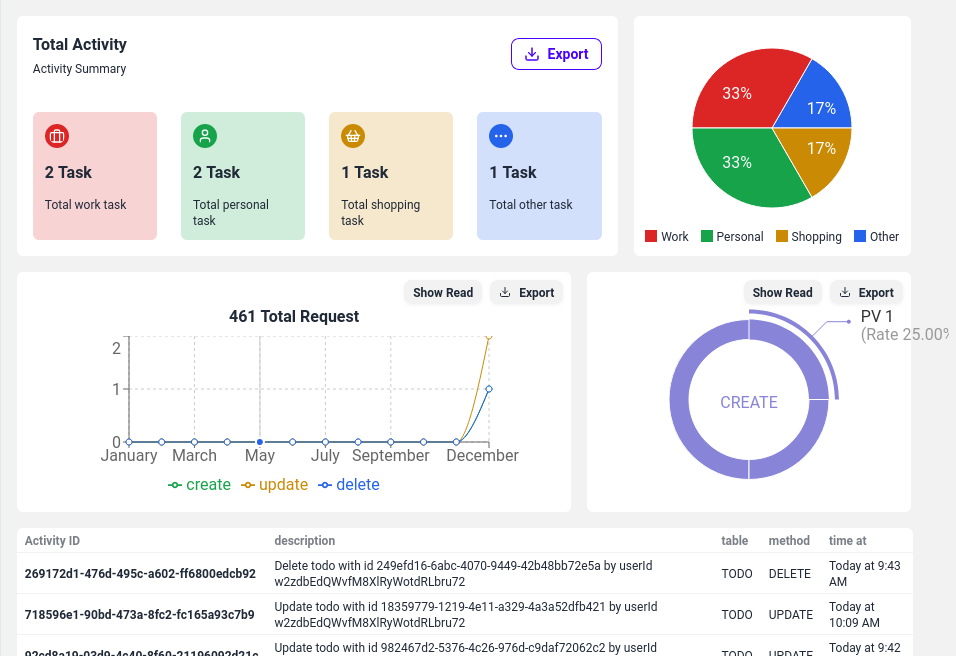 Total Activity
Activity Summary
Export
2 Task
Total work task
2 Task
Total personal
task
1 Task
Total shopping
task
1 Task
Total other task
33%
17%
33%
17%
Work Personal Shopping Other
Show Read Export
461 Total Request
2
1
0
January March May July September December
create update delete
Show Read Export
PV 1
(Rate 25.00%
CREATE
Activity ID description table method time at
269172d1-476d-495c-a602-ff6800edcb92 Delete todo with id 249efd16-6abc-4070-9449-42b48bb72e5a by userId TODO DELETE Today at 9:43
w2zdbEdQWvfM8XlRyWotdRLbru72 AM
718596e1-90bd-473a-8fc2-fc165a93c7b9 Update todo with id 18359779-1219-4e11-a329-4a3a52dfb421 by userId TODO UPDATE Today at
w2zdbEdQWvfM8XlRyWotdRLbru72 10:09 AM
92cd8a19-03d9-4c40-8f60-21196092d21c Update todo with id 982467d2-5376-4c26-976d-c9daf72062c2 by userId TODO UPDATE Today at 9:42